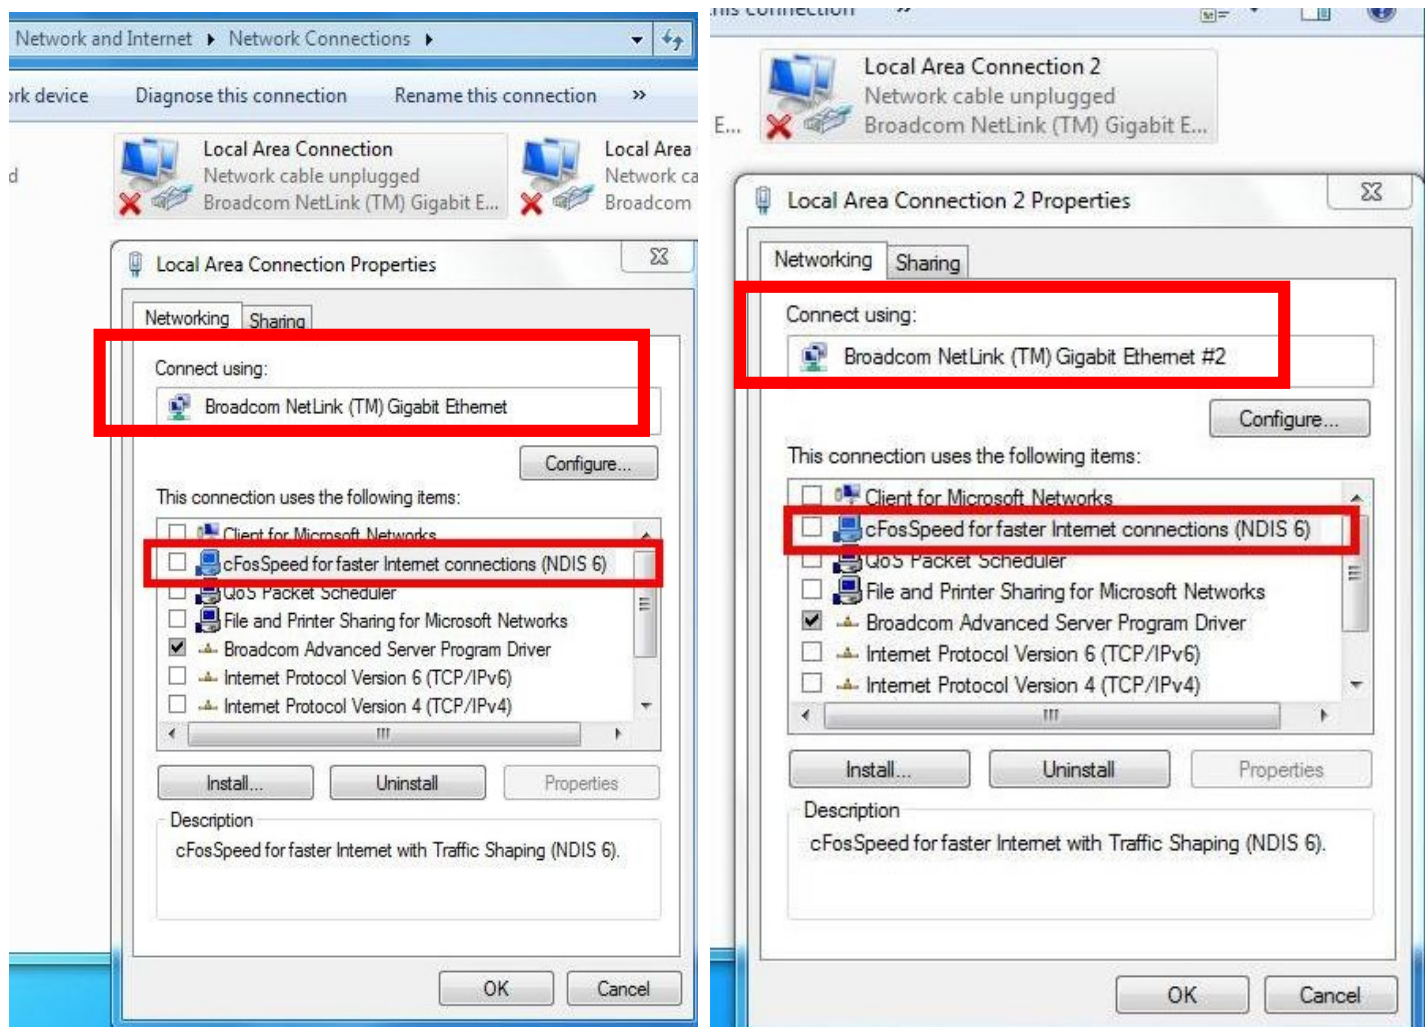 Network and Internet ▸ Network Connections ▸
ork device Diagnose this connection Rename this connection »
Local Area Connection
Network cable unplugged
Broadcom NetLink (TM) Gigabit E...
Local Area
Network ca
Broadcom
d
Local Area Connection Properties
Networking Sharing
Connect using:
Broadcom NetLink (TM) Gigabit Ethernet
Configure...
This connection uses the following items:
Client for Microsoft Networks
cFosSpeed for faster Internet connections (NDIS 6)
QoS Packet Scheduler
File and Printer Sharing for Microsoft Networks
Broadcom Advanced Server Program Driver
Internet Protocol Version 6 (TCP/IPv6)
Internet Protocol Version 4 (TCP/IPv4)
Install... Uninstall Properties
Description
cFosSpeed for faster Internet with Traffic Shaping (NDIS 6).
OK Cancel
this connection »
E...
Local Area Connection 2
Network cable unplugged
Broadcom NetLink (TM) Gigabit E...
Local Area Connection 2 Properties
Networking Sharing
Connect using:
Broadcom NetLink (TM) Gigabit Ethernet #2
Configure...
This connection uses the following items:
Client for Microsoft Networks
cFosSpeed for faster Internet connections (NDIS 6)
QoS Packet Scheduler
File and Printer Sharing for Microsoft Networks
Broadcom Advanced Server Program Driver
Internet Protocol Version 6 (TCP/IPv6)
Internet Protocol Version 4 (TCP/IPv4)
Install... Uninstall Properties
Description
cFosSpeed for faster Internet with Traffic Shaping (NDIS 6).
OK Cancel